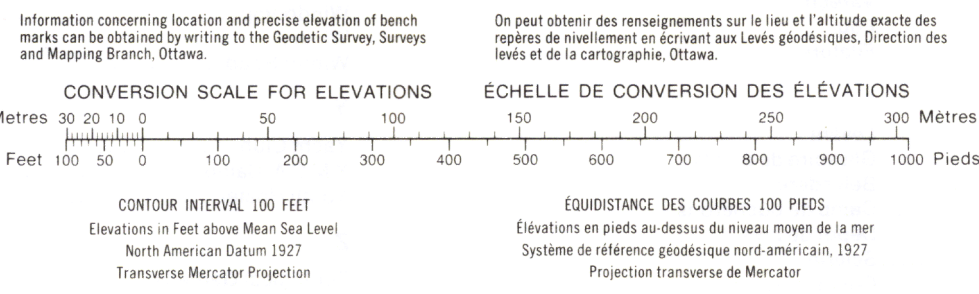 Information concerning location and precise elevation of bench
marks can be obtained by writing to the Geodetic Survey, Surveys
and Mapping Branch, Ottawa.
On peut obtenir des renseignements sur le lieu et l'altitude exacte des
repères de nivellement en écrivant aux Levés géodésiques, Direction des
levés et de la cartographie, Ottawa.
CONVERSION SCALE FOR ELEVATIONS
ÉCHELLE DE CONVERSION DES ÉLÉVATIONS
Metres 30 20 10 0 50 100 150 200 250 300 Mètres
Feet 100 50 0 100 200 300 400 500 600 700 800 900 1000 Pieds
CONTOUR INTERVAL 100 FEET
Elevations in Feet above Mean Sea Level
North American Datum 1927
Transverse Mercator Projection
ÉQUIDISTANCE DES COURBES 100 PIEDS
Élévations en pieds au-dessus du niveau moyen de la mer
Système de référence géodésique nord-américain, 1927
Projection transverse de Mercator